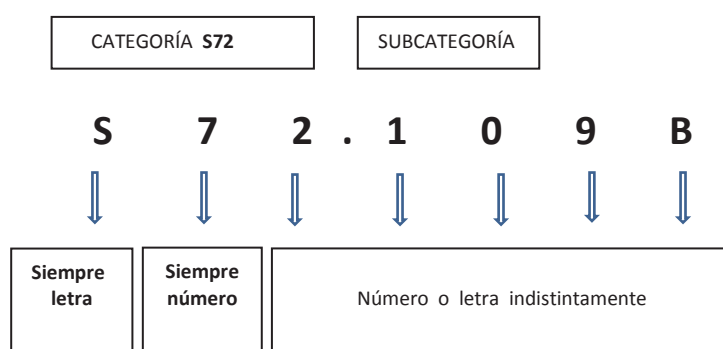 CATEGORÍA S72
SUBCATEGORÍA
S 7 2 . 1 0 9 B
Siempre
letra
Siempre
número
Número o letra indistintamente